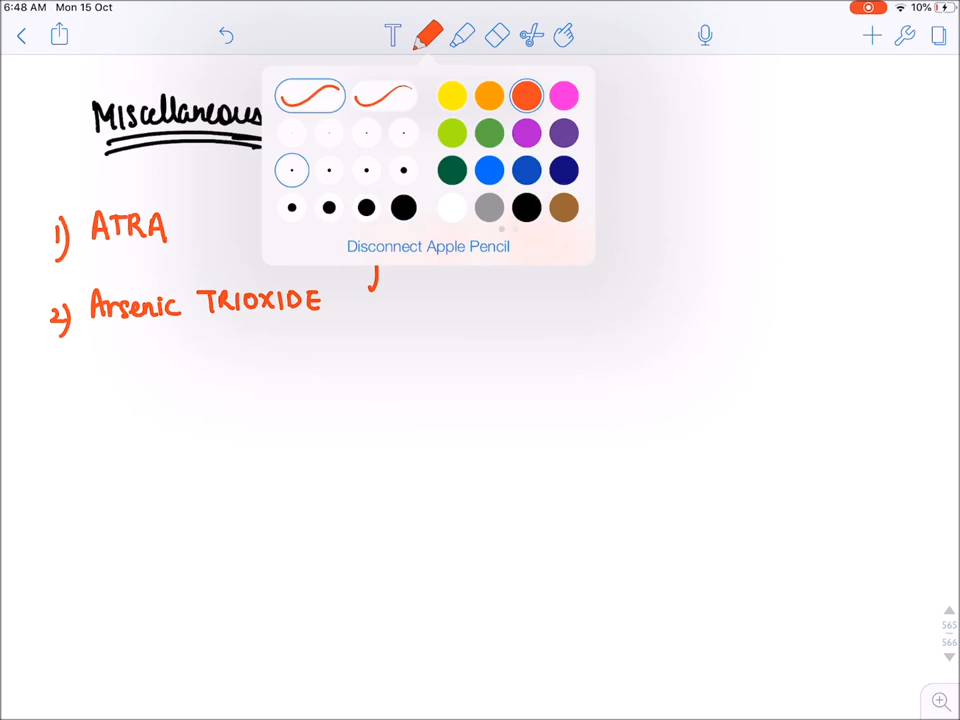 6:48 AM Mon 15 Oct 10%
T
Miscellaneous
Disconnect Apple Pencil
1) ATRA
2) Arsenic TRIOXIDE
565
566